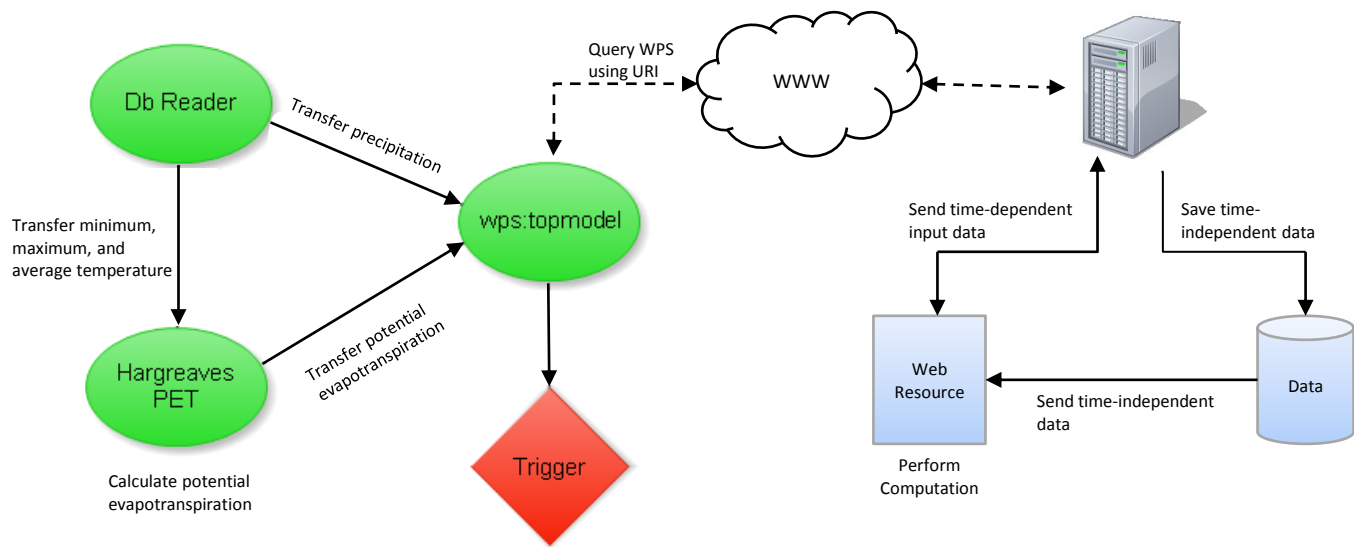 Db Reader
Transfer precipitation
Transfer minimum,
maximum, and
average temperature
Hargreaves
PET
Calculate potential
evapotranspiration
Transfer potential
evapotranspiration
wps:topmodel
Trigger
Query WPS
using URI
WWW
Send time-dependent
input data
Save time-
independent data
Web
Resource
Perform
Computation
Send time-independent
data
Data